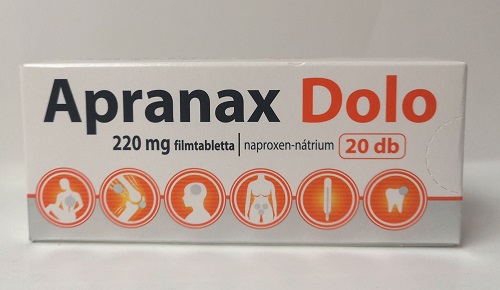 Apranax Dolo
220 mg filmtabletta | naproxen-nátrium 20 db